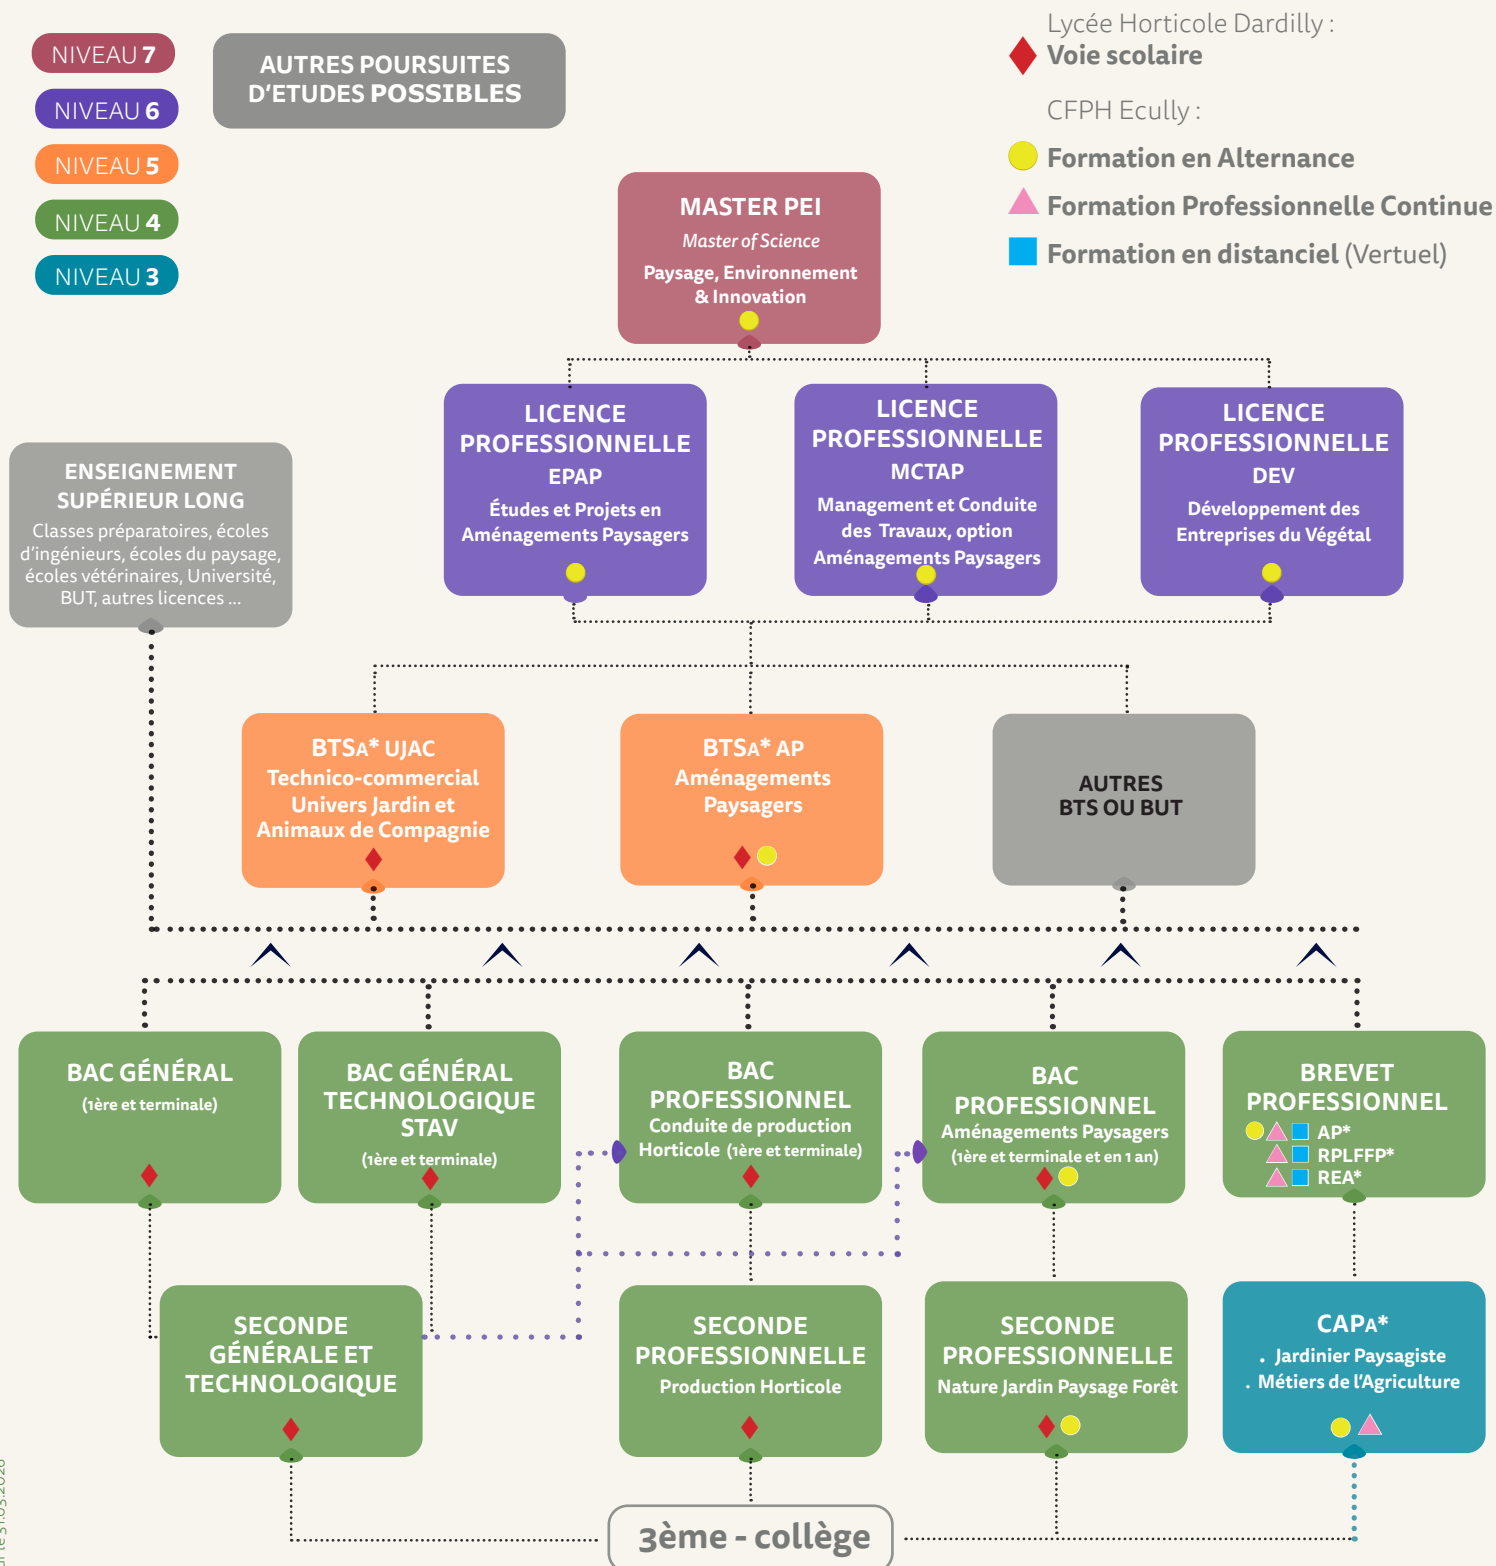 NIVEAU 7
NIVEAU 6
NIVEAU 5
NIVEAU 4
NIVEAU 3
AUTRES POURSUITES
D'ETUDES POSSIBLES
Lycée Horticole Dardilly :
Voie scolaire
CFPH Ecully :
Formation en Alternance
Formation Professionnelle Continue
Formation en distanciel (Vertuel)
MASTER PEI
Master of Science
Paysage, Environnement
& Innovation
LICENCE
PROFESSIONNELLE
EPAP
Études et Projets en
Aménagements Paysagers
LICENCE
PROFESSIONNELLE
MCTAP
Management et Conduite
des Travaux, option
Aménagements Paysagers
LICENCE
PROFESSIONNELLE
DEV
Développement des
Entreprises du Végétal
ENSEIGNEMENT
SUPÉRIEUR LONG
Classes préparatoires, écoles
d'ingénieurs, écoles du paysage,
écoles vétérinaires, Université,
BUT, autres licences ...
BTSA* UJAC
Technico-commercial
Univers Jardin et
Animaux de Compagnie
BTSA* AP
Aménagements
Paysagers
AUTRES
BTS OU BUT
BAC GÉNÉRAL
(1ère et terminale)
BAC GÉNÉRAL
TECHNOLOGIQUE
STAV
(1ère et terminale)
BAC
PROFESSIONNEL
Conduite de production
Horticole (1ère et terminale)
BAC
PROFESSIONNEL
Aménagements Paysagers
(1ère et terminale et en 1 an)
BREVET
PROFESSIONNEL
AP*
RPLFFP*
REA*
SECONDE
GÉNÉRALE ET
TECHNOLOGIQUE
SECONDE
PROFESSIONNELLE
Production Horticole
SECONDE
PROFESSIONNELLE
Nature Jardin Paysage Forêt
CAPA*
. Jardinier Paysagiste
. Métiers de l'Agriculture
3ème - collège
le 31.03.2026